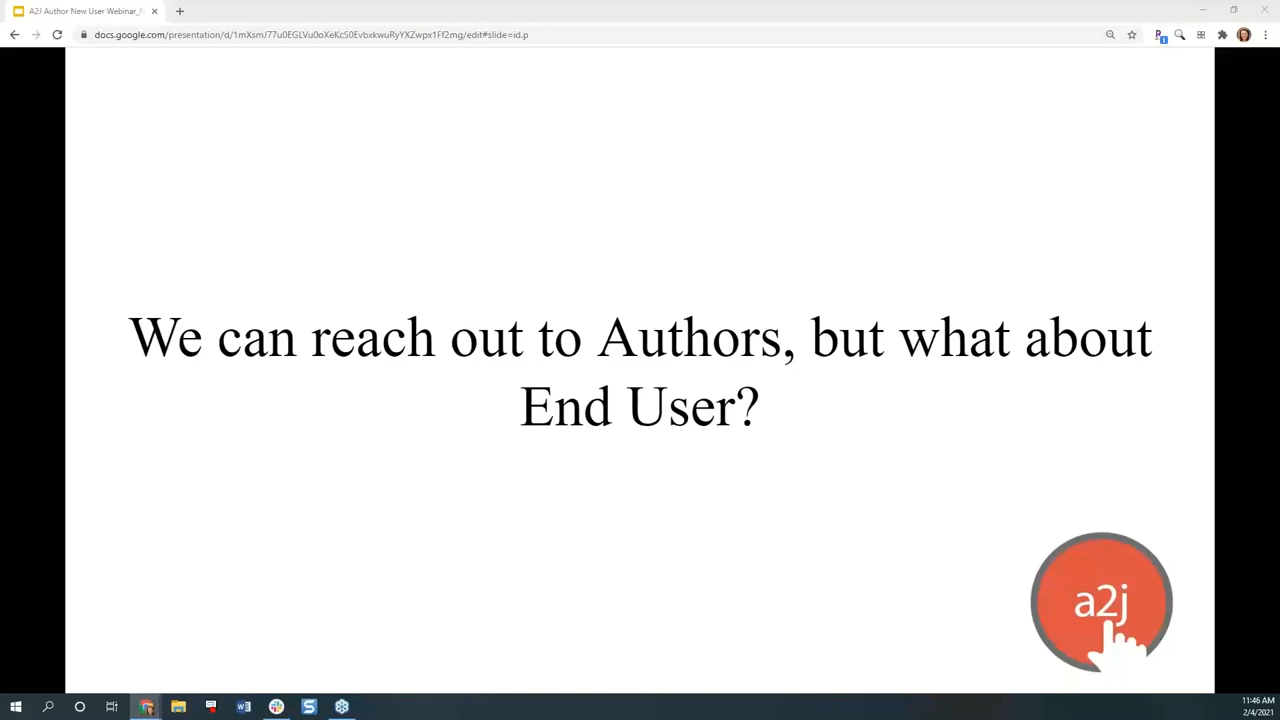 A2J Author New User Webinar_N
docs.google.com/presentation/d/1mXsmJ77u0EGLVu0oXeKcS0EvbxkwuRyYXZwpx1Ff2mg/edit#slide=id.p
We can reach out to Authors, but what about
End User?
a2j
11:46 AM
2/4/2021